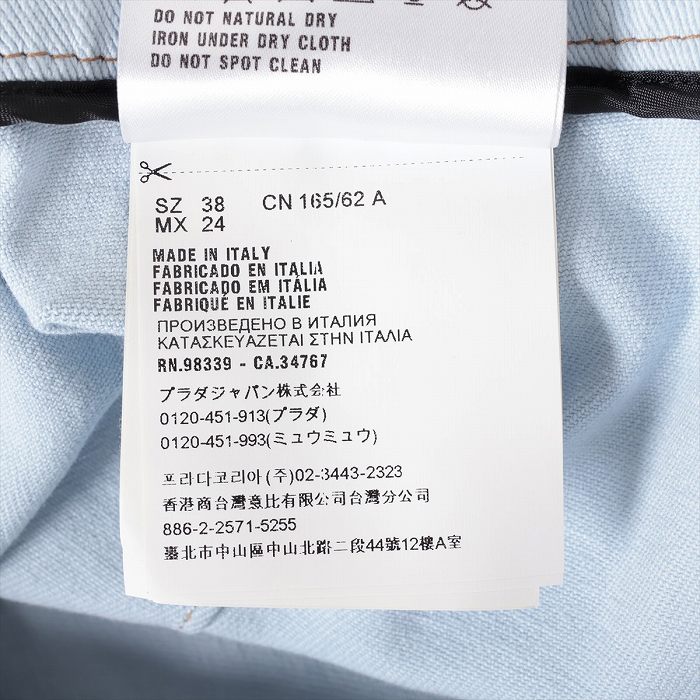 DO NOT NATURAL DRY
IRON UNDER DRY CLOTH
DO NOT SPOT CLEAN
SZ 38 CN 165/62 A
MX 24
MADE IN ITALY
FABRICADO EN ITALIA
FABRICADO EM ITÁLIA
FABRIQUÉ EN ITALIE
ПРОИЗВЕДЕНО В ИТАЛИЯ
ΚΑΤΑΣΚΕΥΑΖΕΤΑΙ ΣΤΗΝ ΙΤΑΛΙΑ
RN.98339 - CA.34767
プラダジャパン株式会社
0120-451-913(プラダ)
0120-451-993(ミュウミュウ)
프라다코리아 (주)02-3443-2323
香港商台灣意比有限公司台灣分公司
886-2-2571-5255
臺北市中山區中山北路二段44號12樓A室